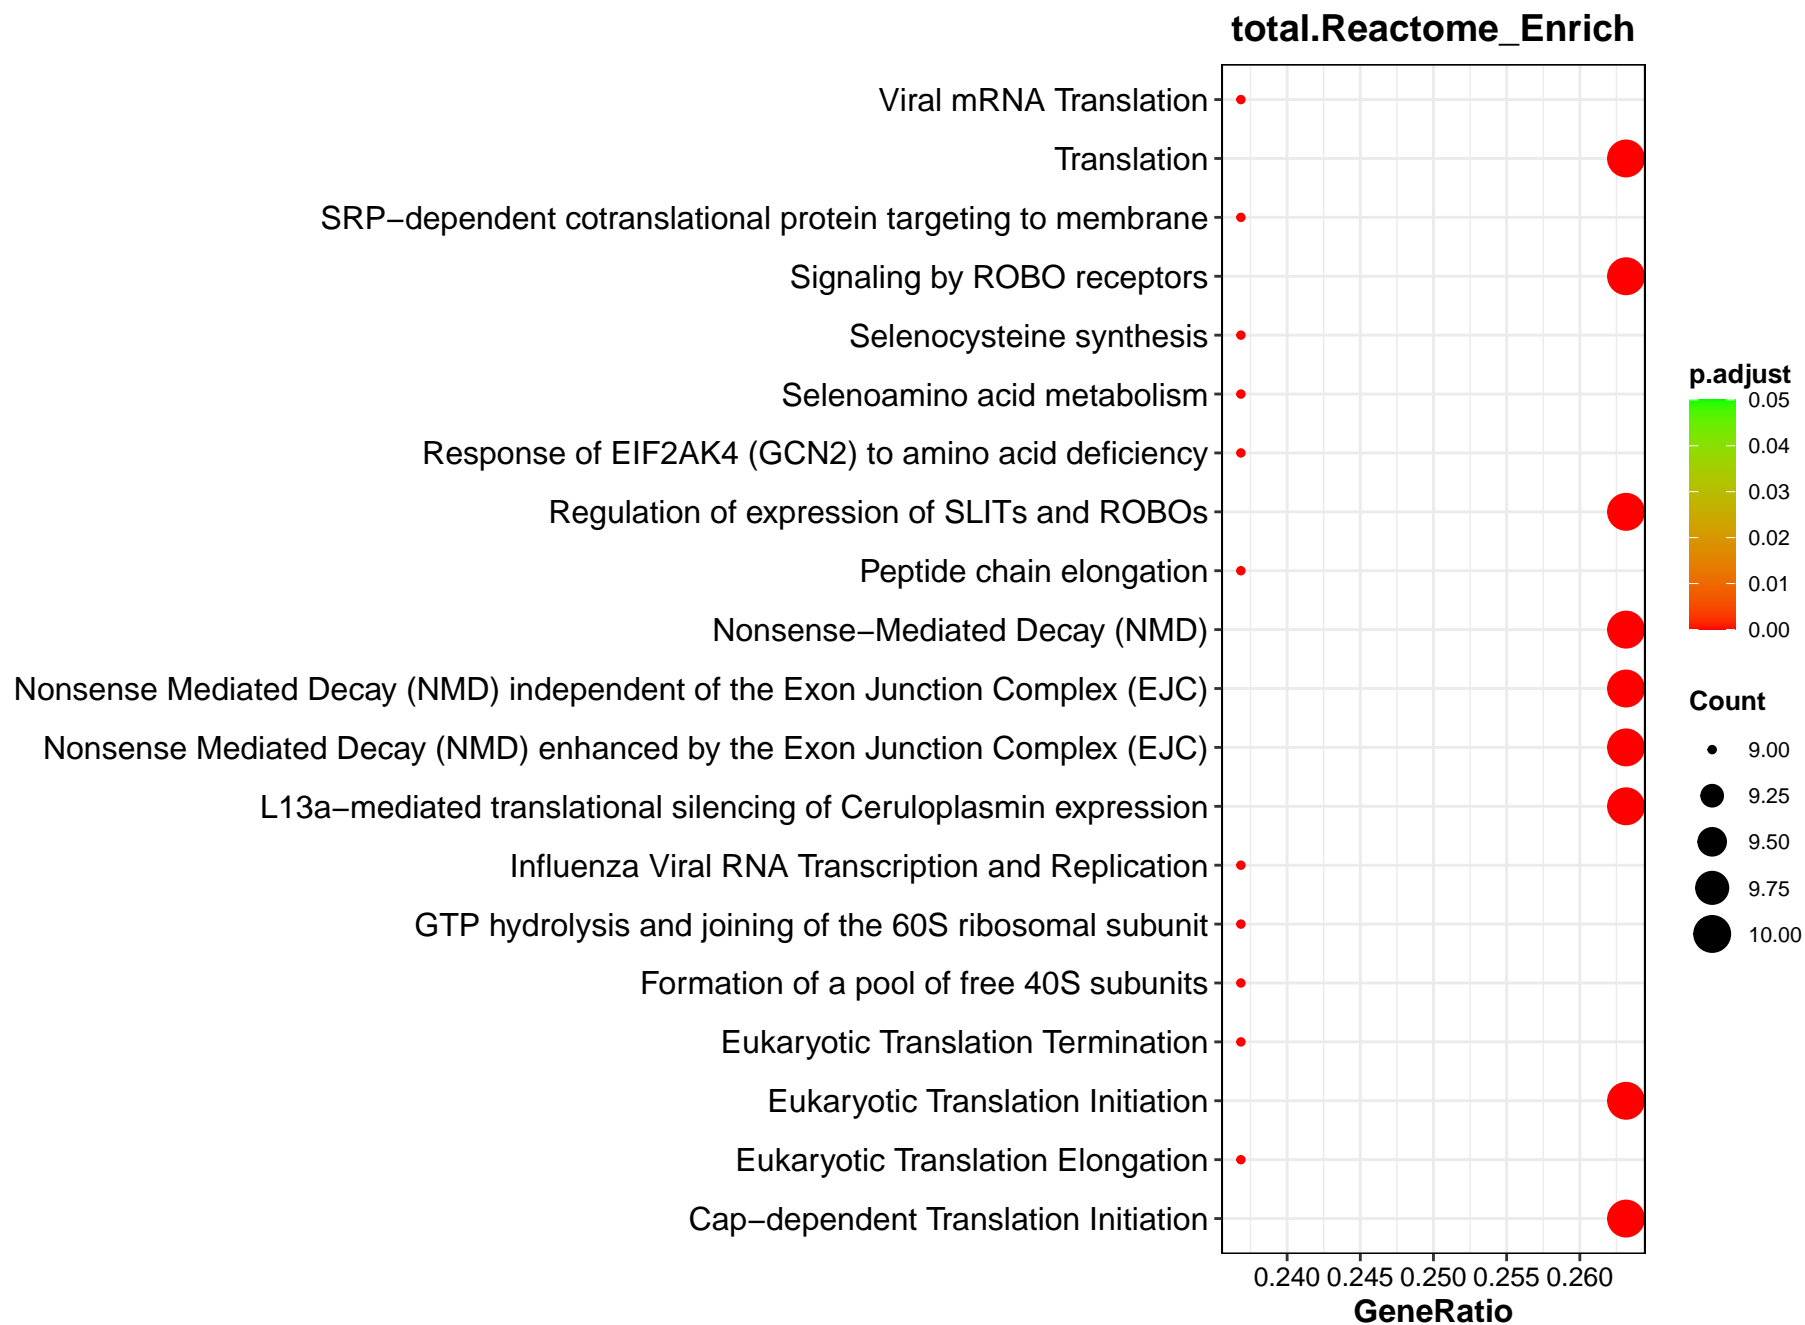 total.Reactome_Enrich
Viral mRNA Translation
Translation
SRP−dependent cotranslational protein targeting to membrane
Signaling by ROBO receptors
Selenocysteine synthesis
Selenoamino acid metabolism
Response of EIF2AK4 (GCN2) to amino acid deficiency
Regulation of expression of SLITs and ROBOs
Peptide chain elongation
Nonsense−Mediated Decay (NMD)
Nonsense Mediated Decay (NMD) independent of the Exon Junction Complex (EJC)
Nonsense Mediated Decay (NMD) enhanced by the Exon Junction Complex (EJC)
L13a−mediated translational silencing of Ceruloplasmin expression
Influenza Viral RNA Transcription and Replication
GTP hydrolysis and joining of the 60S ribosomal subunit
Formation of a pool of free 40S subunits
Eukaryotic Translation Termination
Eukaryotic Translation Initiation
Eukaryotic Translation Elongation
Cap−dependent Translation Initiation
0.240 0.245 0.250 0.255 0.260
GeneRatio
p.adjust
0.05
0.04
0.03
0.02
0.01
0.00
Count
9.00
9.25
9.50
9.75
10.00